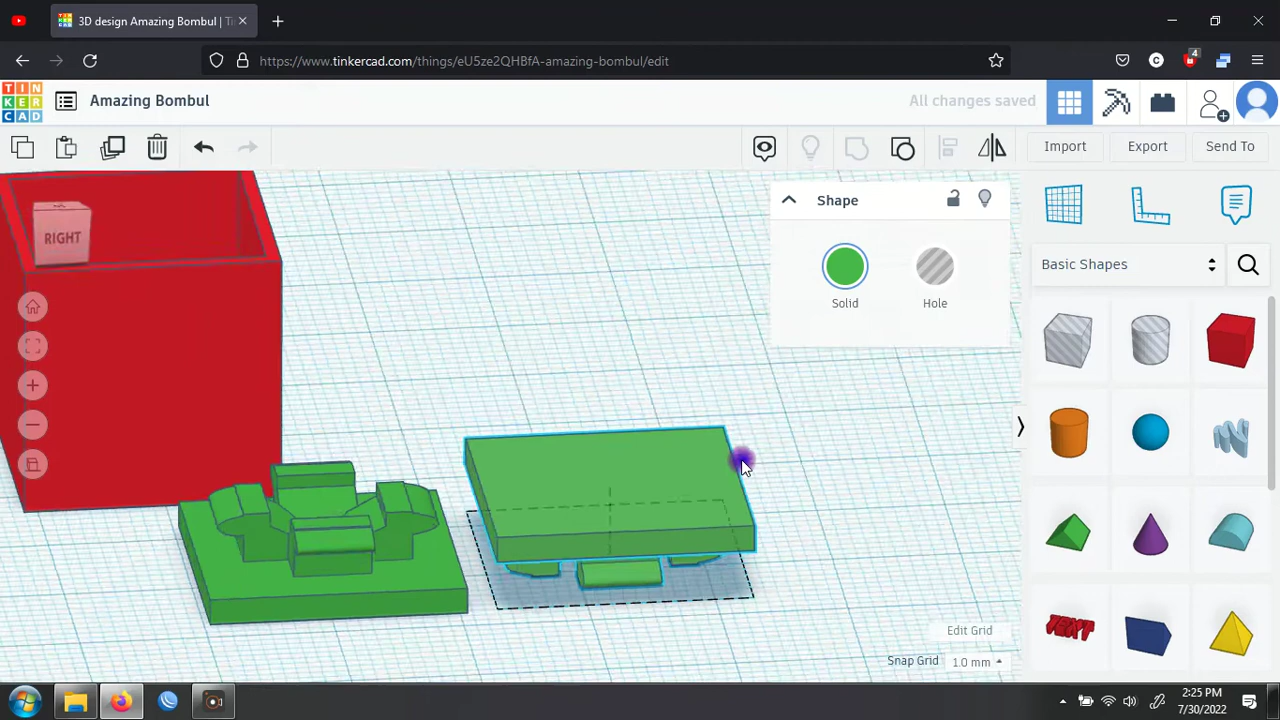 3D design Amazing Bombul | Ti
https://www.tinkercad.com/things/eU5ze2QHBfA-amazing-bombul/edit
4
TIN
KER
CAD
Amazing Bombul
All changes saved
Import
Export
Send To
Shape
Solid
Hole
RIGHT
Basic Shapes
TEXT
Edit Grid
Snap Grid
1.0 mm
2:25 PM
7/30/2022